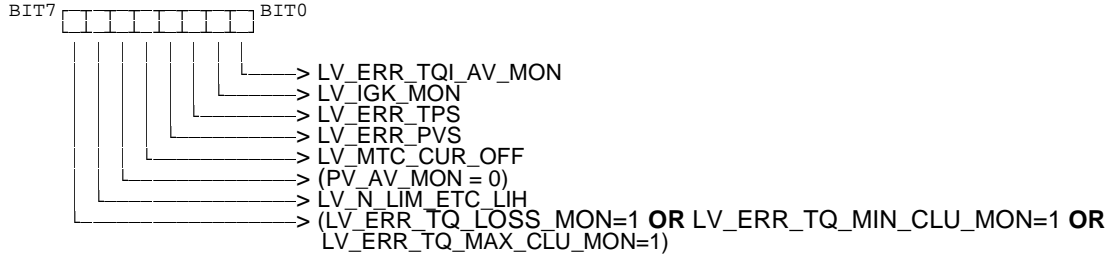 BIT7 BIT0
> LV_ERR_TQI_AV_MON
> LV_IGK_MON
> LV_ERR_TPS
> LV_ERR_PVS
> LV_MTC_CUR_OFF
> (PV_AV_MON = 0)
> LV_N_LIM_ETC_LIH
> (LV_ERR_TQ_LOSS_MON=1 OR LV_ERR_TQ_MIN_CLU_MON=1 OR
LV_ERR_TQ_MAX_CLU_MON=1)